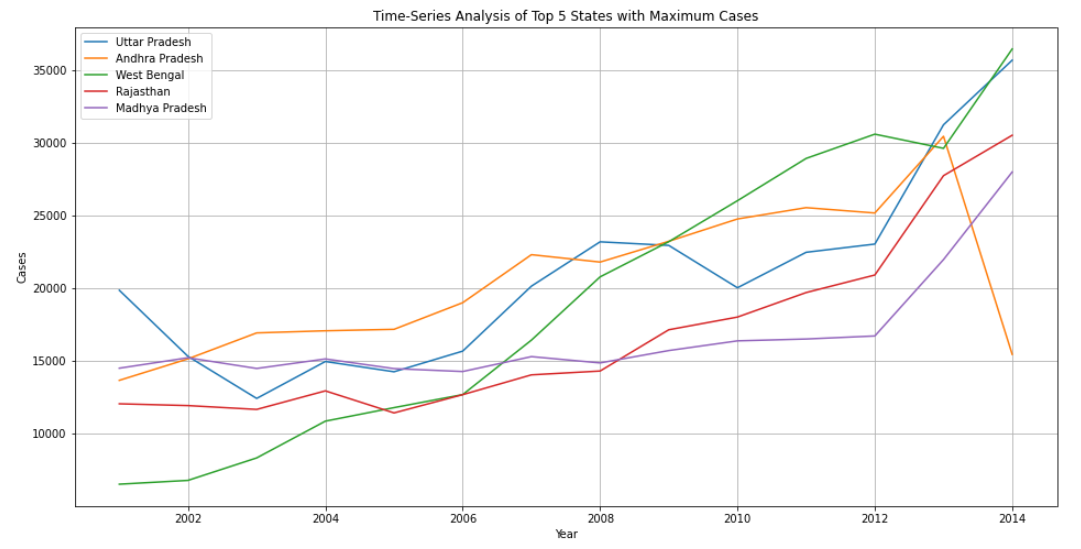 Time-Series Analysis of Top 5 States with Maximum Cases
Uttar Pradesh
Andhra Pradesh
West Bengal
Rajasthan
Madhya Pradesh
35000
30000
25000
20000
15000
10000
Cases
2002 2004 2006 2008 2010 2012 2014
Year